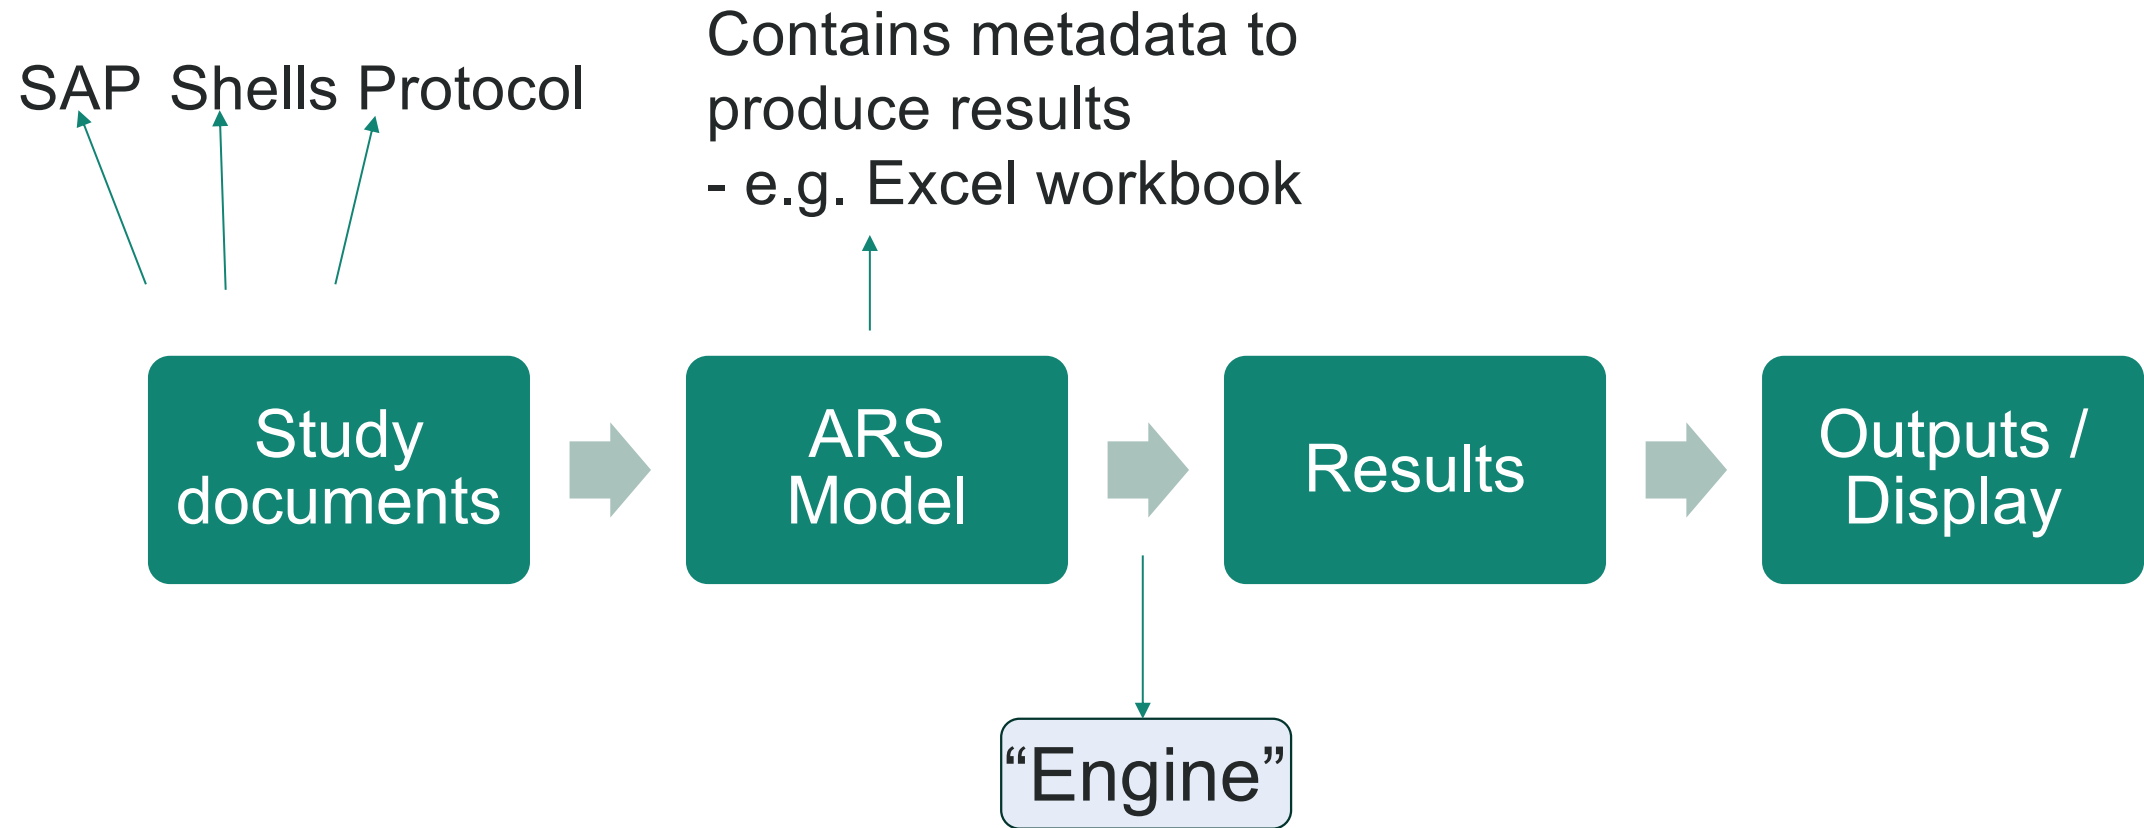 SAP Shells Protocol
Contains metadata to
produce results
- e.g. Excel workbook
Study
documents
ARS
Model
Results
Outputs /
Display
“Engine”